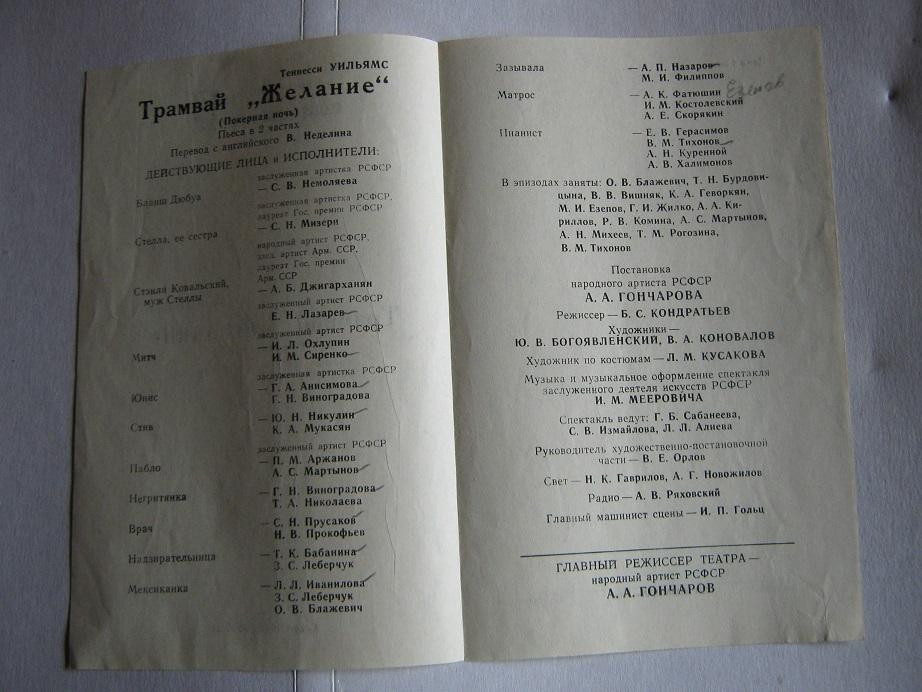 Теннесси УИЛЬЯМС
Трамвай „Желание“
(Покерная ночь)
Пьеса в 2 частях
Перевод с английского В. Неделина
ДЕЙСТВУЮЩИЕ ЛИЦА и ИСПОЛНИТЕЛИ:
заслуженная артистка РСФСР
Бланш Дюбуа — С. В. Немоляева
заслуженная артистка РСФСР,
лауреат Гос. премии РСФСР
Стелла, ее сестра — С. Н. Мизери
народный артист РСФСР,
засл. артист Арм. ССР,
лауреат Гос. премии
Арм. ССР
Стэнли Ковальский, — А. Б. Джигарханян
муж Стеллы
заслуженный артист РСФСР
Е. Н. Лазарев
заслуженный артист РСФСР
Митч — И. Л. Охлупин
И. М. Сиренко
заслуженная артистка РСФСР
Юнис — Г. А. Анисимова
Г. Н. Виноградова
Стив — Ю. Н. Никулин
К. А. Мукасян
заслуженный артист РСФСР
Пабло — П. М. Аржанов
А. С. Мартынов
Негритянка — Г. Н. Виноградова
Т. А. Николаева
Врач — С. Н. Прусаков
Н. В. Прокофьев
Надзирательница — Т. К. Бабанина
З. С. Леберчук
Мексиканка — Л. Л. Иванилова
З. С. Леберчук
О. В. Блажевич
Зазывала — А. П. Назаров
М. И. Филиппов
Матрос — А. К. Фатюшин Езепов
И. М. Костолевский
А. Е. Скорякин
Пианист — Е. В. Герасимов
В. М. Тихонов
А. Н. Куренной
А. В. Халимонов
В эпизодах заняты: О. В. Блажевич, Т. Н. Бурдови-
цына, В. В. Вишняк, К. А. Геворкян,
М. И. Езепов, Г. И. Жилко, А. А. Ки-
риллов, Р. В. Комина, А. С. Мартынов,
А. Н. Михеев, Т. М. Рогозина,
В. М. Тихонов
Постановка
народного артиста РСФСР
А. А. ГОНЧАРОВА
Режиссер — Б. С. КОНДРАТЬЕВ
Художники —
Ю. В. БОГОЯВЛЕНСКИЙ, В. А. КОНОВАЛОВ
Художник по костюмам — Л. М. КУСАКОВА
Музыка и музыкальное оформление спектакля
заслуженного деятеля искусств РСФСР
И. М. МЕЕРОВИЧА
Спектакль ведут: Г. Б. Сабанеева,
С. В. Измайлова, Л. Л. Алиева
Руководитель художественно-постановочной
части — В. Е. Орлов
Свет — Н. К. Гаврилов, А. Г. Новожилов
Радио — А. В. Ряховский
Главный машинист сцены — И. П. Гольц
ГЛАВНЫЙ РЕЖИССЕР ТЕАТРА —
народный артист РСФСР
А. А. ГОНЧАРОВ